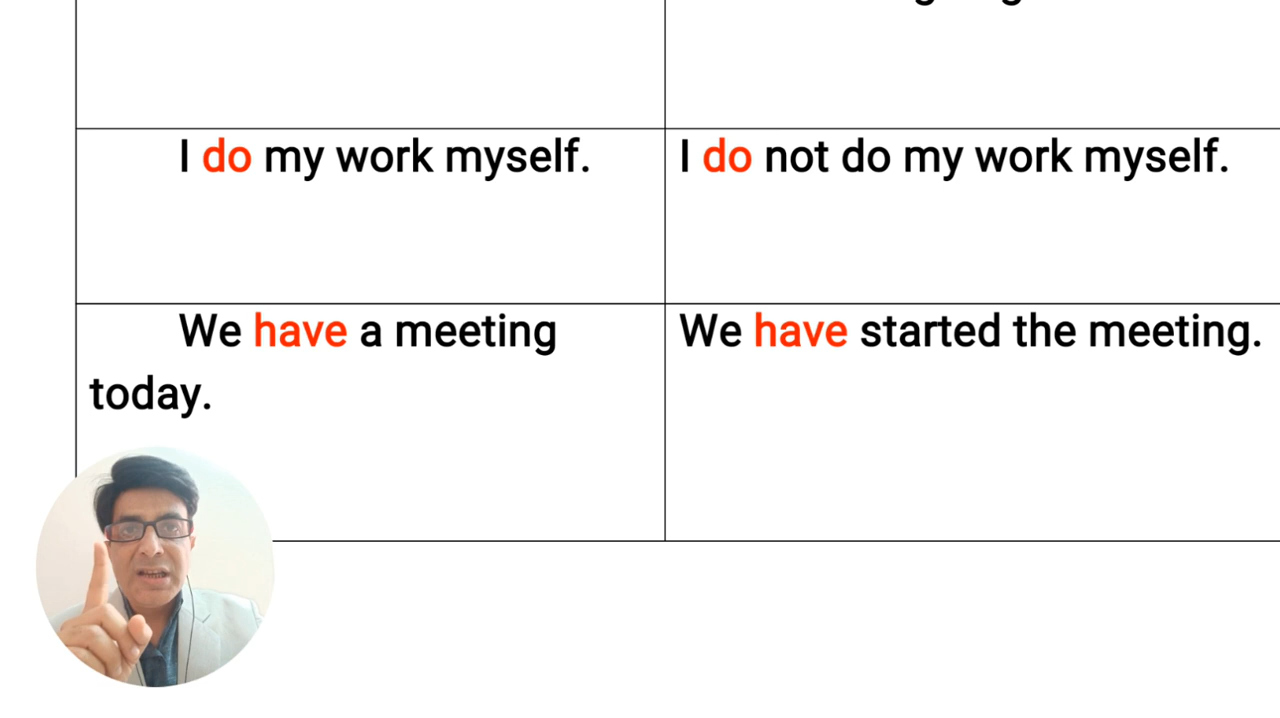 I do my work myself.
I do not do my work myself.
We have a meeting
today.
We have started the meeting.